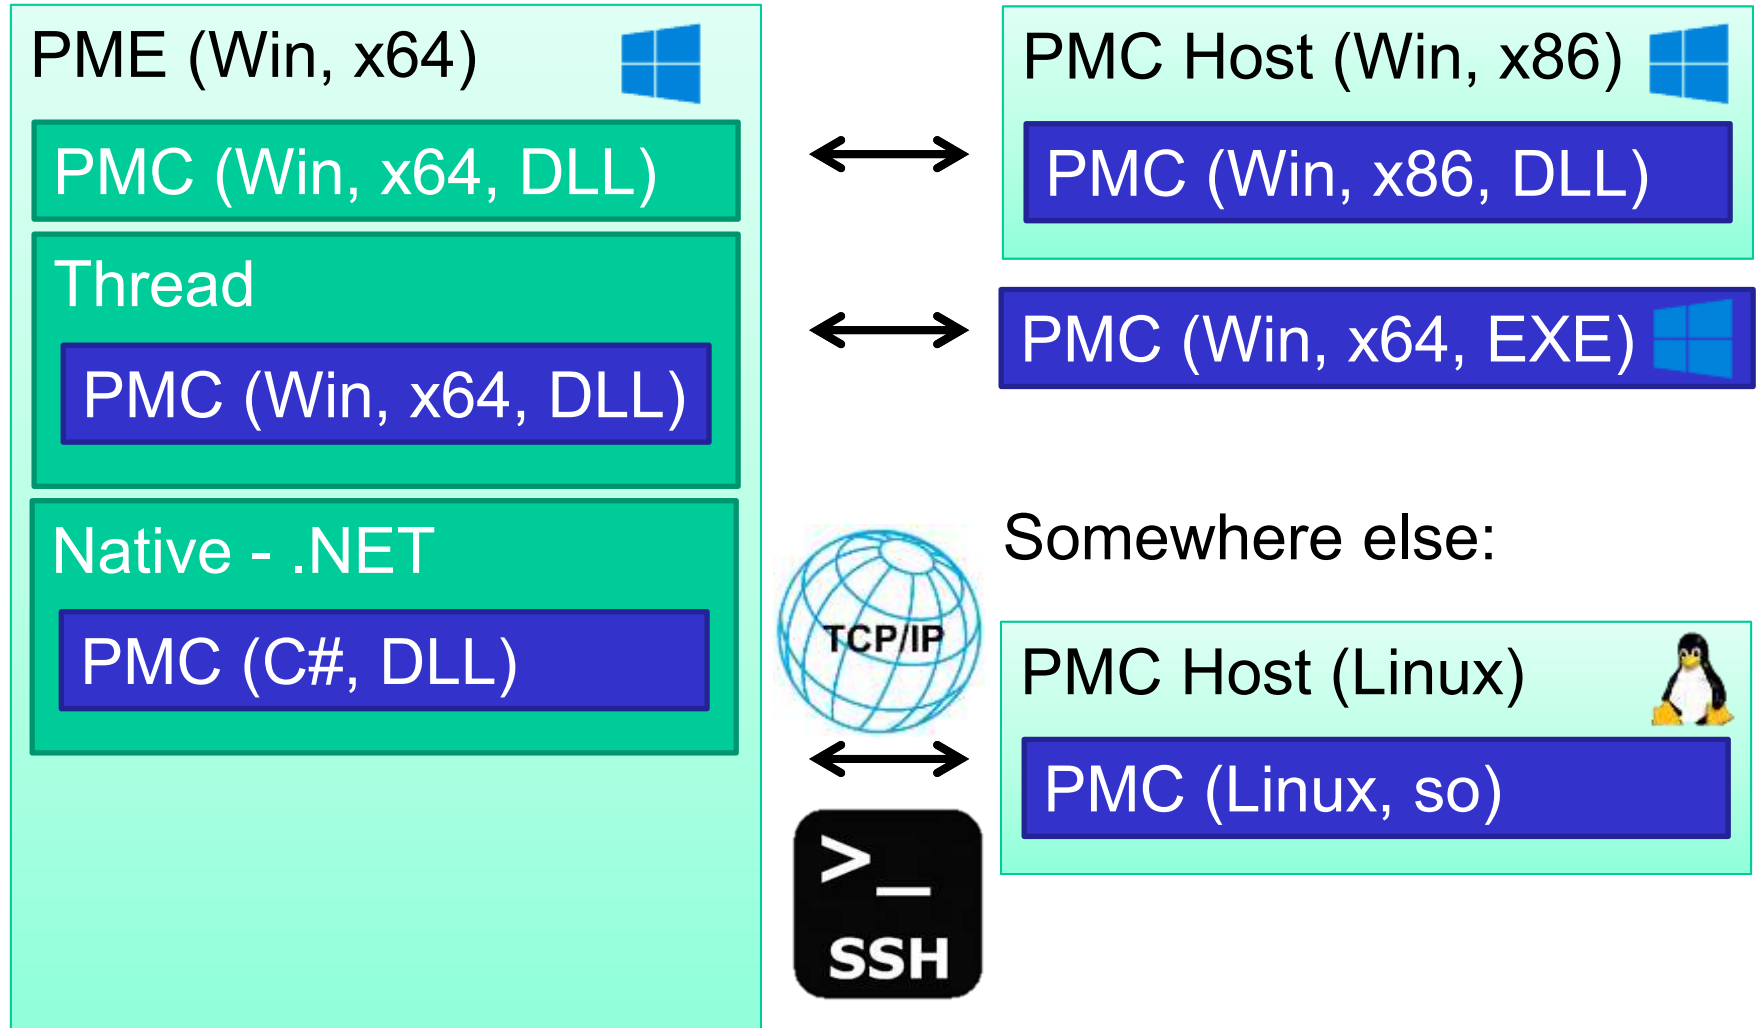 PME (Win, x64)
PMC (Win, x64, DLL)
Thread
PMC (Win, x64, DLL)
Native - .NET
PMC (C#, DLL)
PMC Host (Win, x86)
PMC (Win, x86, DLL)
PMC (Win, x64, EXE)
Somewhere else:
TCP/IP
PMC Host (Linux)
PMC (Linux, so)
>_
SSH